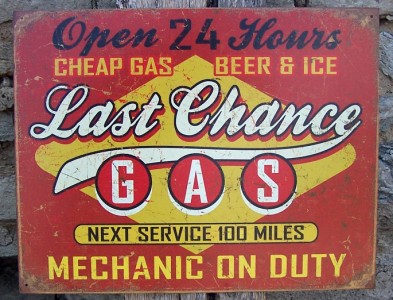 Open 24 Hours
CHEAP GAS BEER & ICE
Last Chance
GAS
NEXT SERVICE 100 MILES
MECHANIC ON DUTY